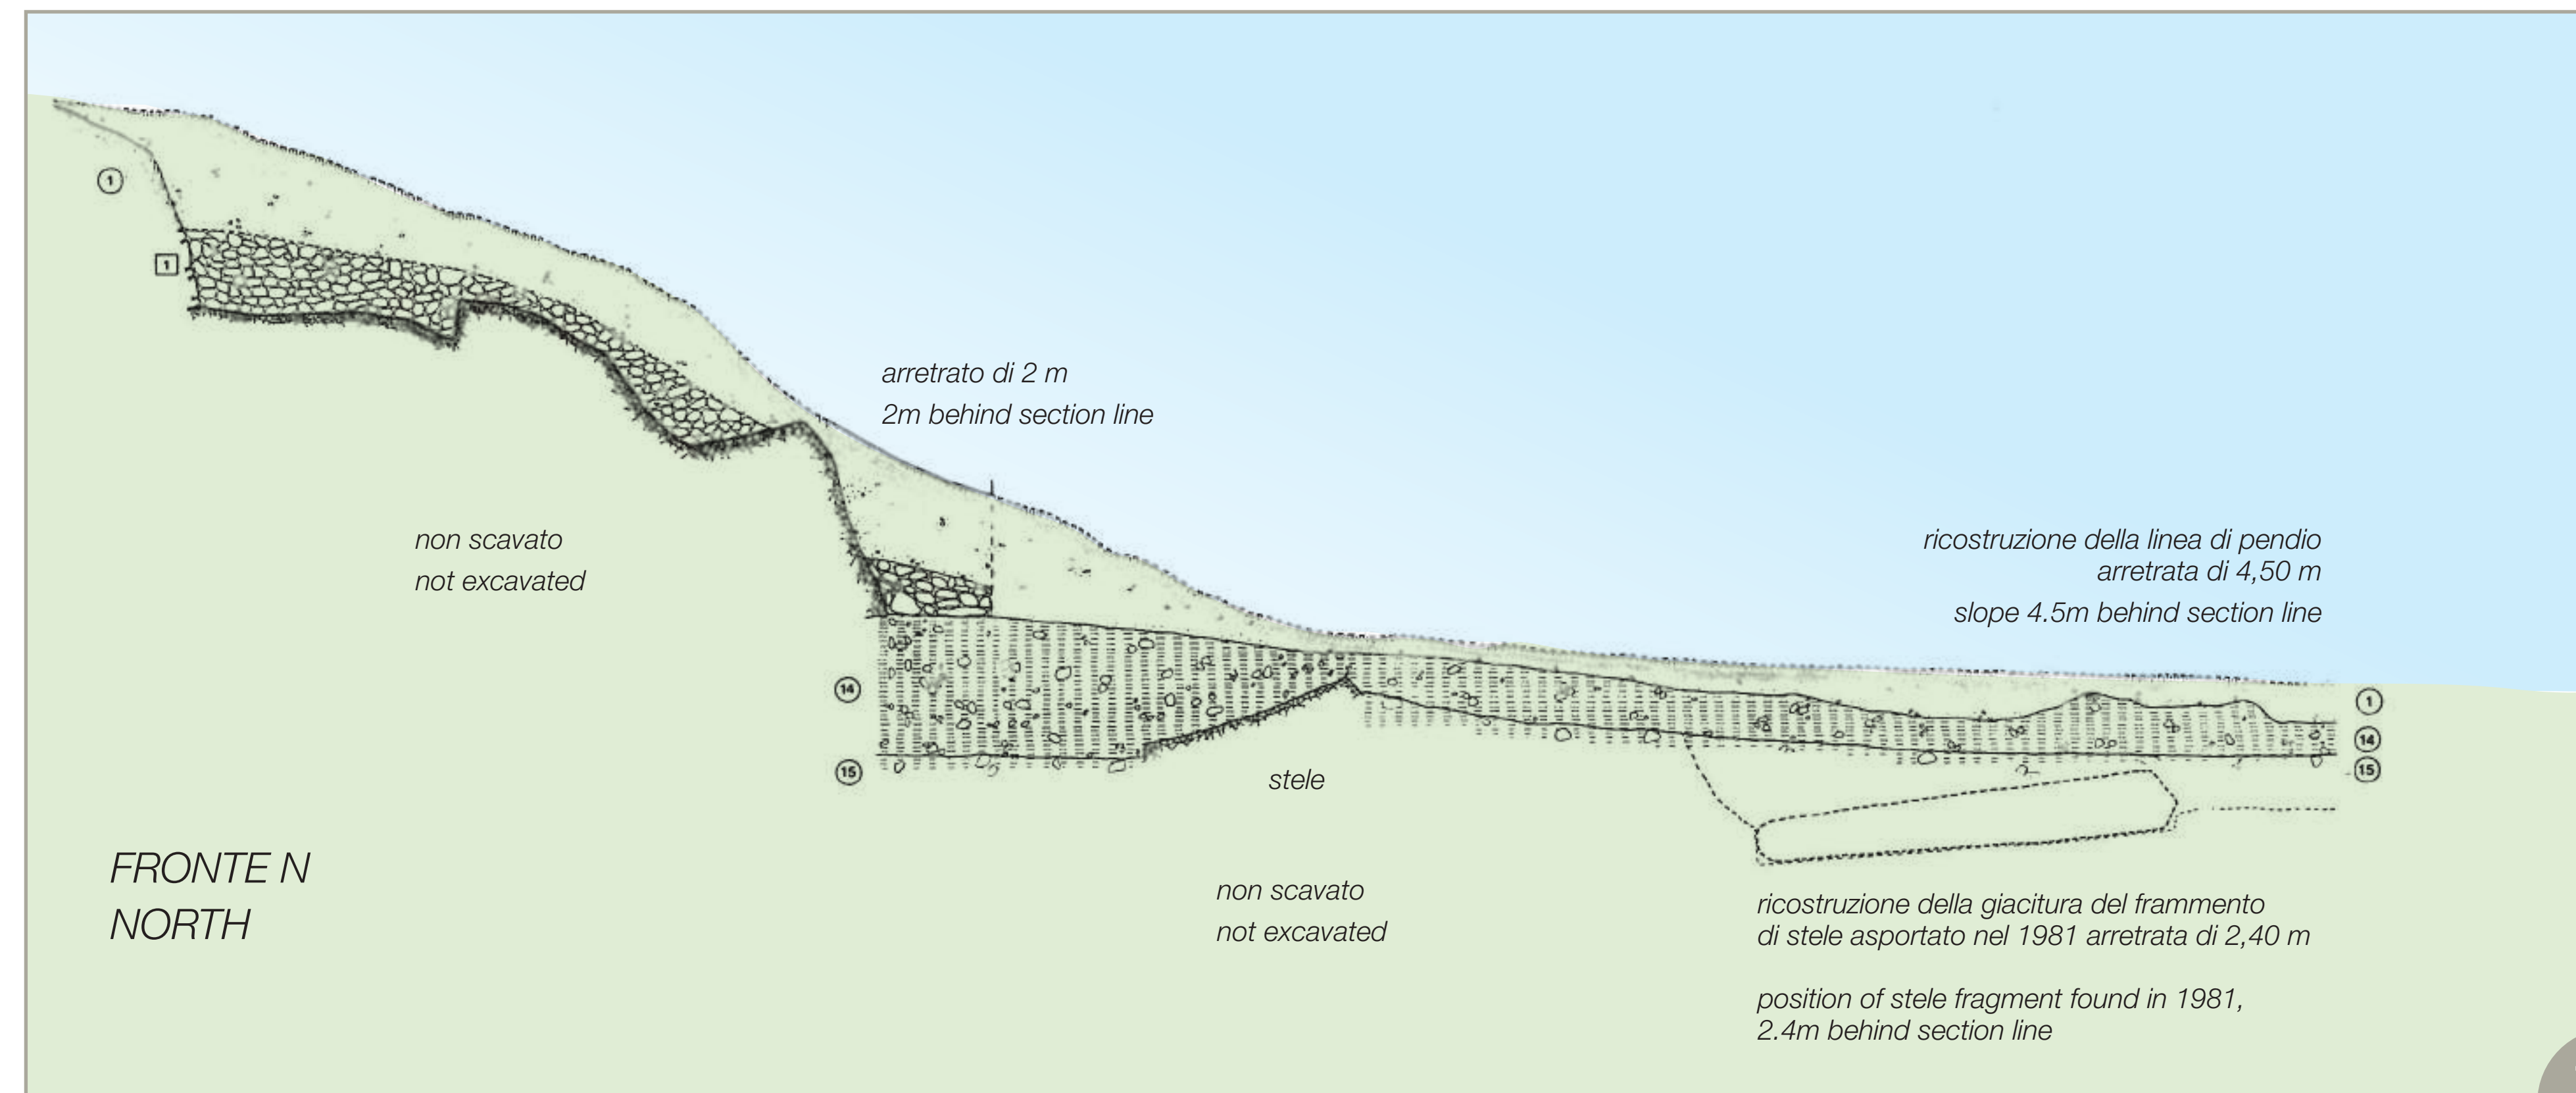 1
1
arretrato di 2 m
2m behind section line
non scavato
not excavated
ricostruzione della linea di pendio
arretrata di 4,50 m
slope 4.5m behind section line
14
1
14
15
15
stele
FRONTE N
NORTH
non scavato
not excavated
ricostruzione della giacitura del frammento
di stele asportato nel 1981 arretrata di 2,40 m
position of stele fragment found in 1981,
2.4m behind section line